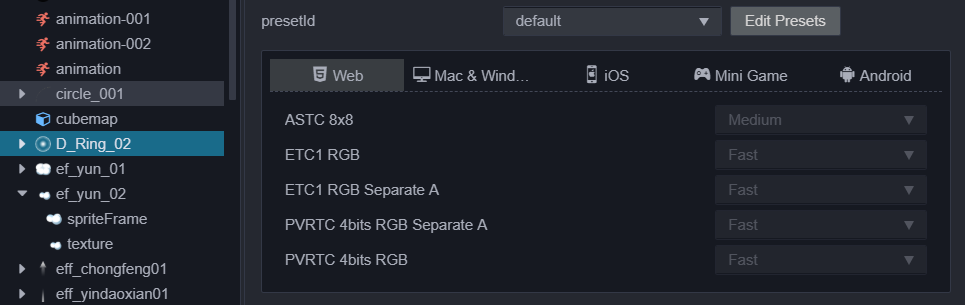 animation-001
animation-002
animation
circle_001
cubemap
D_Ring_02
ef_yun_01
ef_yun_02
spriteFrame
texture
eff_chongfeng01
eff_yindaoxian01
presetId
default
Edit Presets
Web
Mac & Wind...
iOS
Mini Game
Android
ASTC 8x8
Medium
ETC1 RGB
Fast
ETC1 RGB Separate A
Fast
PVRTC 4bits RGB Separate A
Fast
PVRTC 4bits RGB
Fast